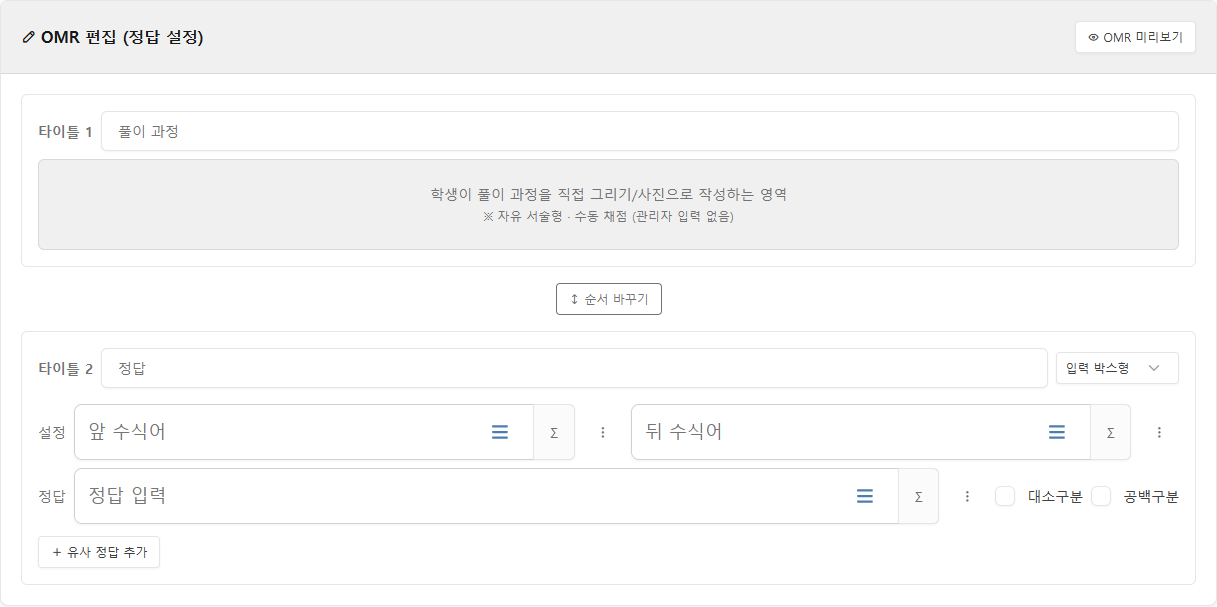 OMR 편집 (정답 설정)
OMR 미리보기
타이틀 1
풀이 과정
학생이 풀이 과정을 직접 그리기/사진으로 작성하는 영역
※ 자유 서술형 · 수동 채점 (관리자 입력 없음)
↕ 순서 바꾸기
타이틀 2
정답
입력 박스형
설정
앞 수식어
Σ
뒤 수식어
Σ
정답
정답 입력
Σ
대소구분
공백구분
+ 유사 정답 추가